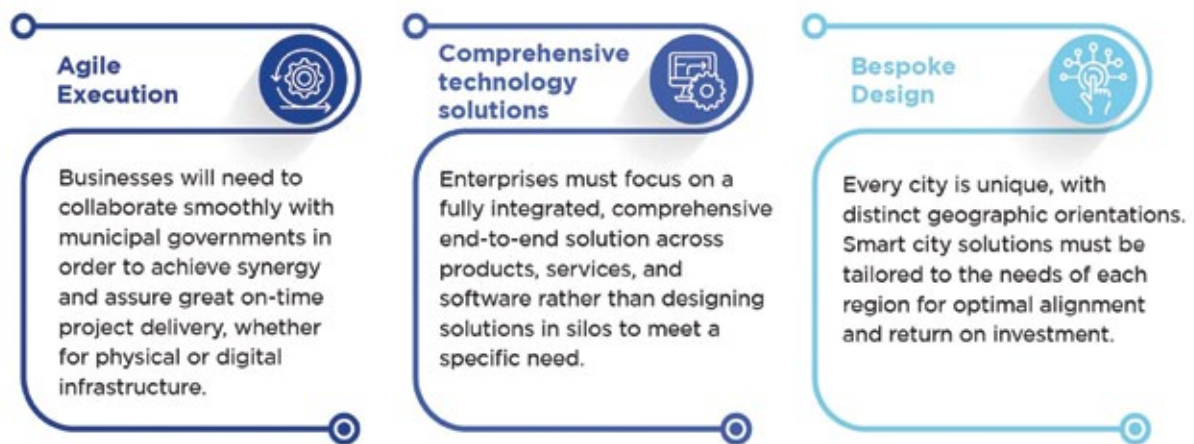 Agile
Execution
Businesses will need to
collaborate smoothly with
municipal governments in
order to achieve synergy
and assure great on-time
project delivery, whether
for physical or digital
infrastructure.
Comprehensive
technology
solutions
Enterprises must focus on a
fully integrated, comprehensive
end-to-end solution across
products, services, and
software rather than designing
solutions in silos to meet a
specific need.
Bespoke
Design
Every city is unique, with
distinct geographic orientations.
Smart city solutions must be
tailored to the needs of each
region for optimal alignment
and return on investment.